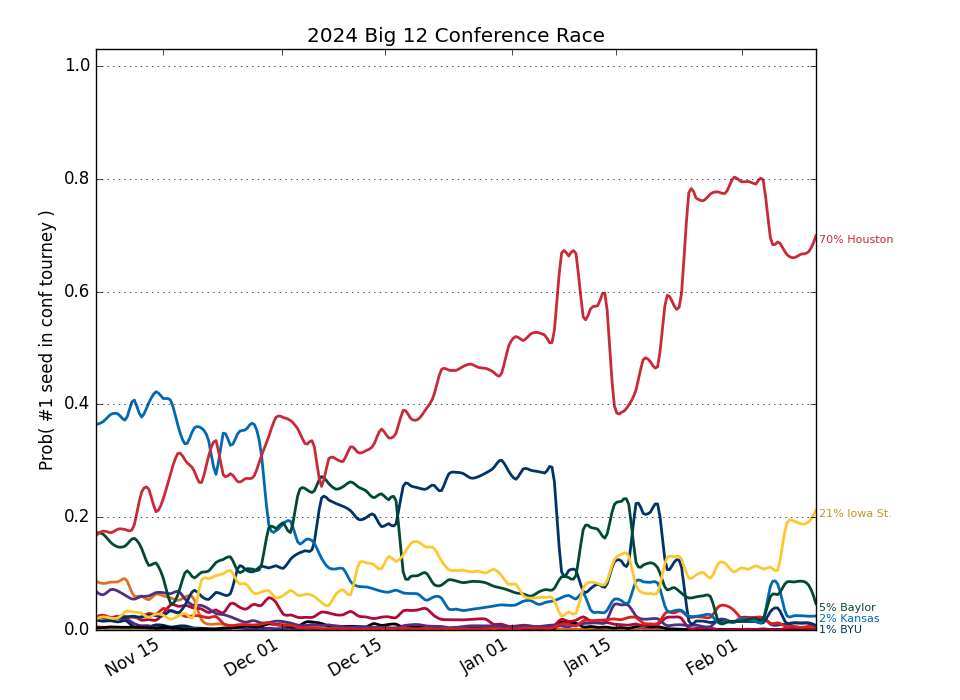 2024 Big 12 Conference Race
Prob( #1 seed in conf tourney )
1.0
0.8
0.6
0.4
0.2
0.0
70% Houston
21% Iowa St.
5% Baylor
2% Kansas
1% BYU
Nov 15
Dec 01
Dec 15
Jan 01
Jan 15
Feb 01